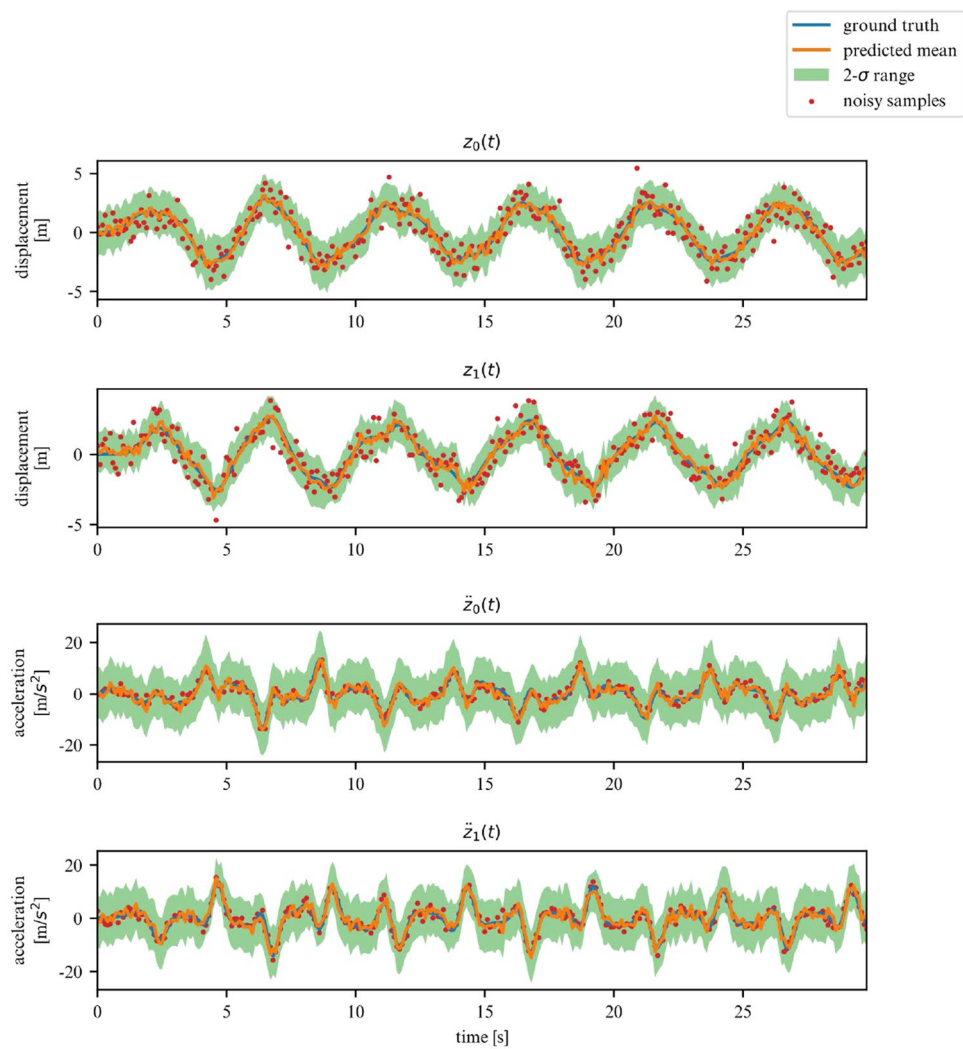 ground truth
predicted mean
2-σ range
noisy samples
z₀(t)
displacement
[m]
5
0
-5
0 5 10 15 20 25
z₁(t)
displacement
[m]
5
0
-5
0 5 10 15 20 25
z̈₀(t)
acceleration
[m/s²]
20
0
-20
0 5 10 15 20 25
z̈₁(t)
acceleration
[m/s²]
20
0
-20
0 5 10 15 20 25
time [s]